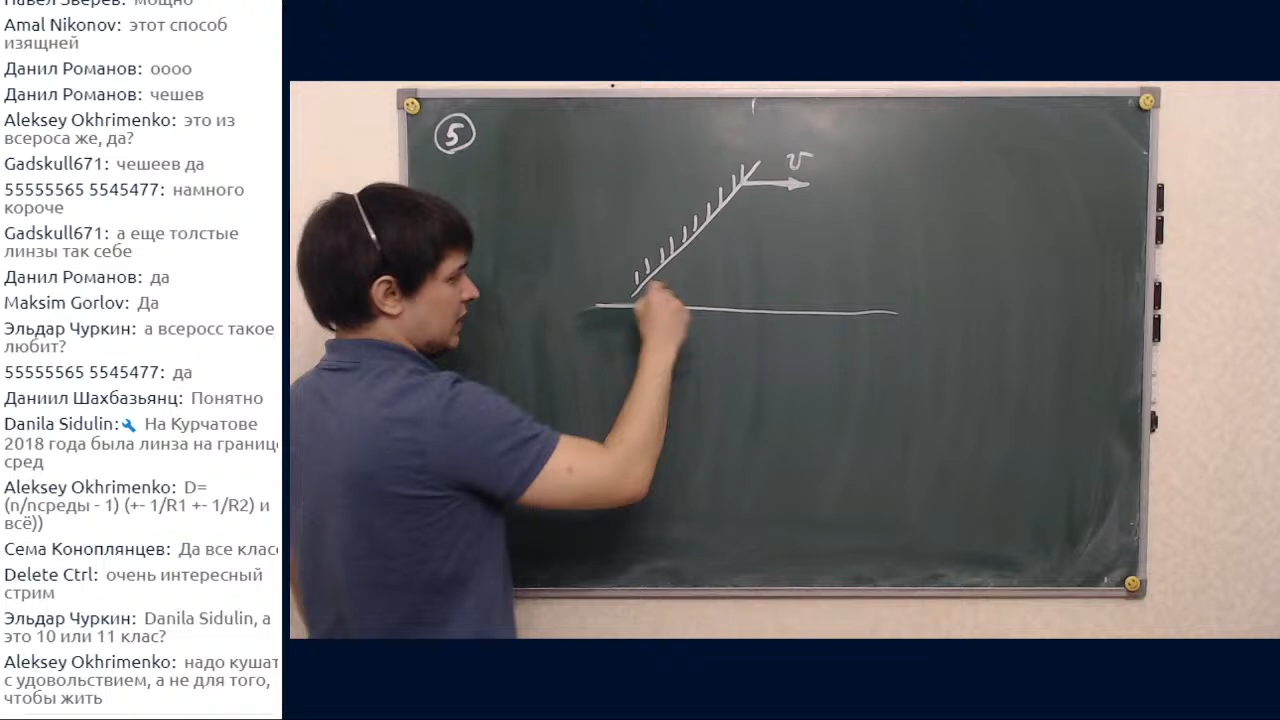 Павел Зверев: мощно
Amal Nikonov: этот способ
изящней
Данил Романов: оооо
Данил Романов: чешев
Aleksey Okhrimenko: это из
всероса же, да?
Gadskull671: чешеев да
55555565 5545477: намного
короче
Gadskull671: а еще толстые
линзы так себе
Данил Романов: да
Maksim Gorlov: Да
Эльдар Чуркин: а всеросс такое
любит?
55555565 5545477: да
Даниил Шахбазьянц: Понятно
Danila Sidulin: На Курчатове
2018 года была линза на границ
сред
Aleksey Okhrimenko: D=
(n/nсреды - 1) (+- 1/R1 +- 1/R2) и
всё))
Сема Коноплянцев: Да все клас
Delete Ctrl: очень интересный
стрим
Эльдар Чуркин: Danila Sidulin, а
это 10 или 11 клас?
Aleksey Okhrimenko: надо кушат
с удовольствием, а не для того,
чтобы жить
5
v